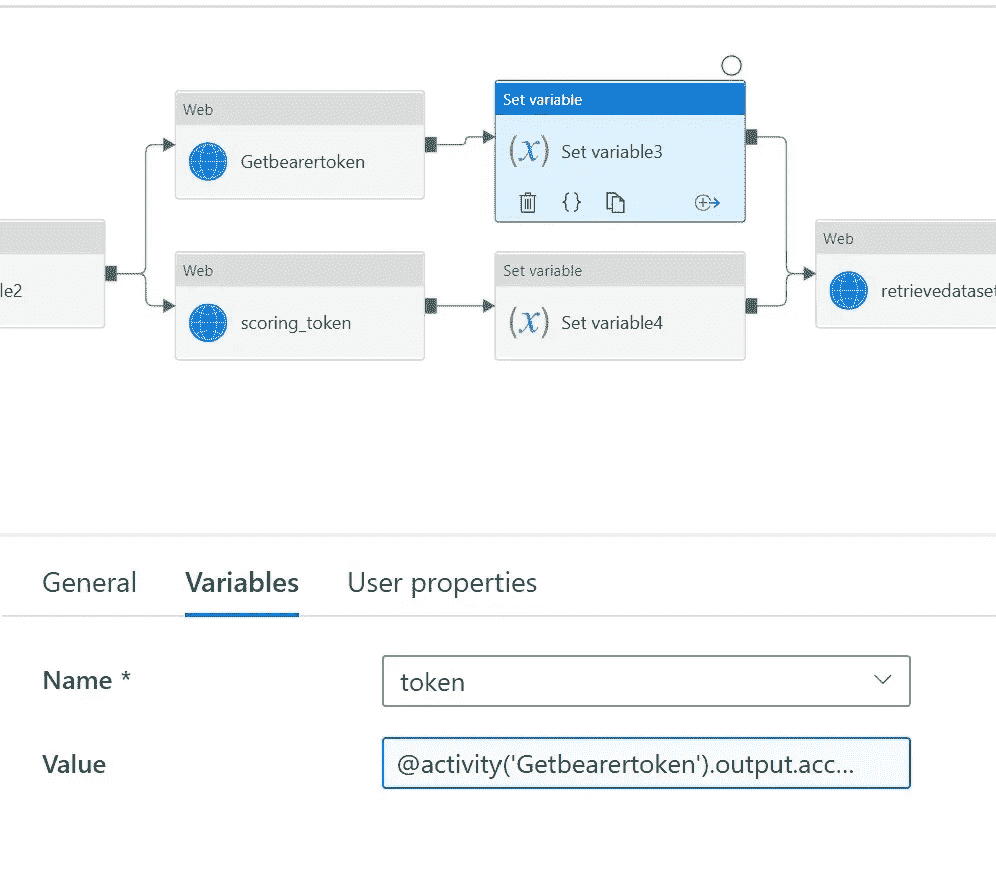 Web
Getbearertoken
Set variable
Set variable3
le2
Web
scoring_token
Set variable
Set variable4
Web
retrievedataset
General
Variables
User properties
Name *
token
Value
@activity('Getbearertoken').output.acc...